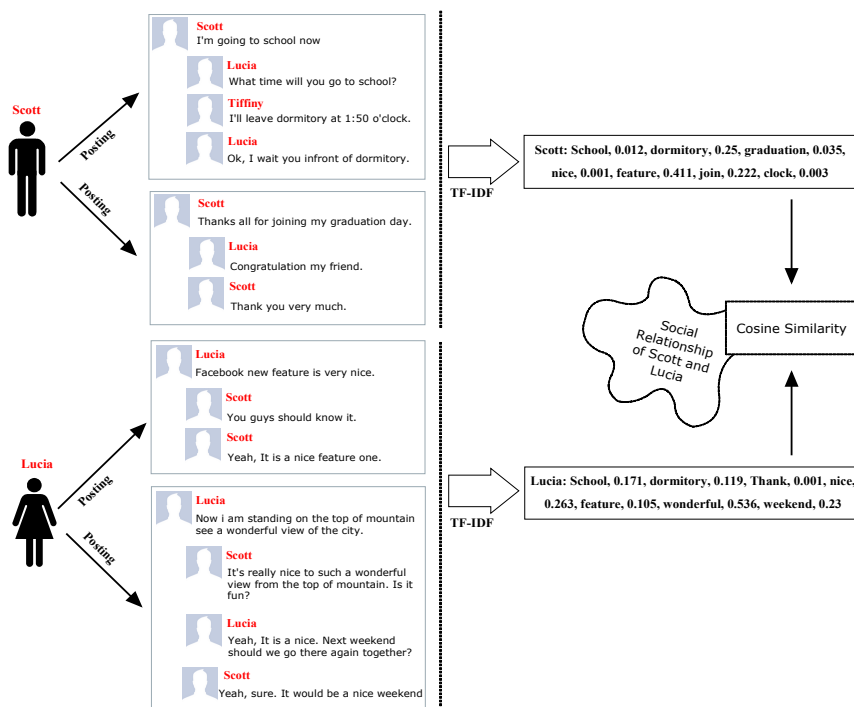 Scott
I'm going to school now
Lucia
What time will you go to school?
Tiffiny
I'll leave dormitory at 1:50 o'clock.
Lucia
Ok, I wait you infront of dormitory.
Scott
Posting
Posting
Scott
Thanks all for joining my graduation day.
Lucia
Congratulation my friend.
Scott
Thank you very much.
TF-IDF
Scott: School, 0.012, dormitory, 0.25, graduation, 0.035,
nice, 0.001, feature, 0.411, join, 0.222, clock, 0.003
Social
Relationship
of Scott and
Lucia
Cosine Similarity
Lucia
Facebook new feature is very nice.
Scott
You guys should know it.
Scott
Yeah, It is a nice feature one.
Lucia
Posting
Posting
Lucia
Now i am standing on the top of mountain
see a wonderful view of the city.
Scott
It's really nice to such a wonderful
view from the top of mountain. Is it
fun?
Lucia
Yeah, It is a nice. Next weekend
should we go there again together?
Scott
Yeah, sure. It would be a nice weekend
TF-IDF
Lucia: School, 0.171, dormitory, 0.119, Thank, 0.001, nice,
0.263, feature, 0.105, wonderful, 0.536, weekend, 0.23